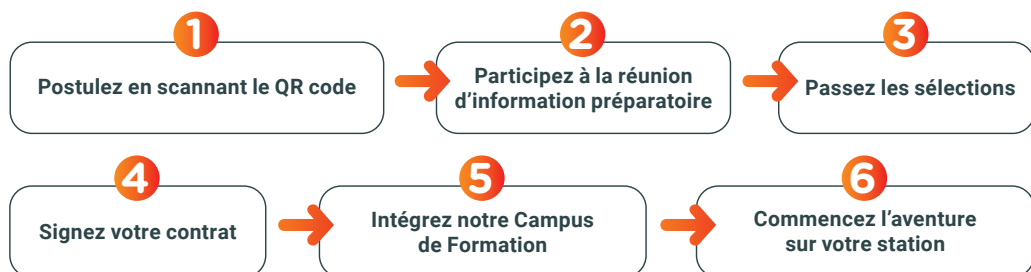 1
Postulez en scannant le QR code
2
Participez à la réunion
d’information préparatoire
3
Passez les sélections
4
Signez votre contrat
5
Intégrez notre Campus
de Formation
6
Commencez l’aventure
sur votre station